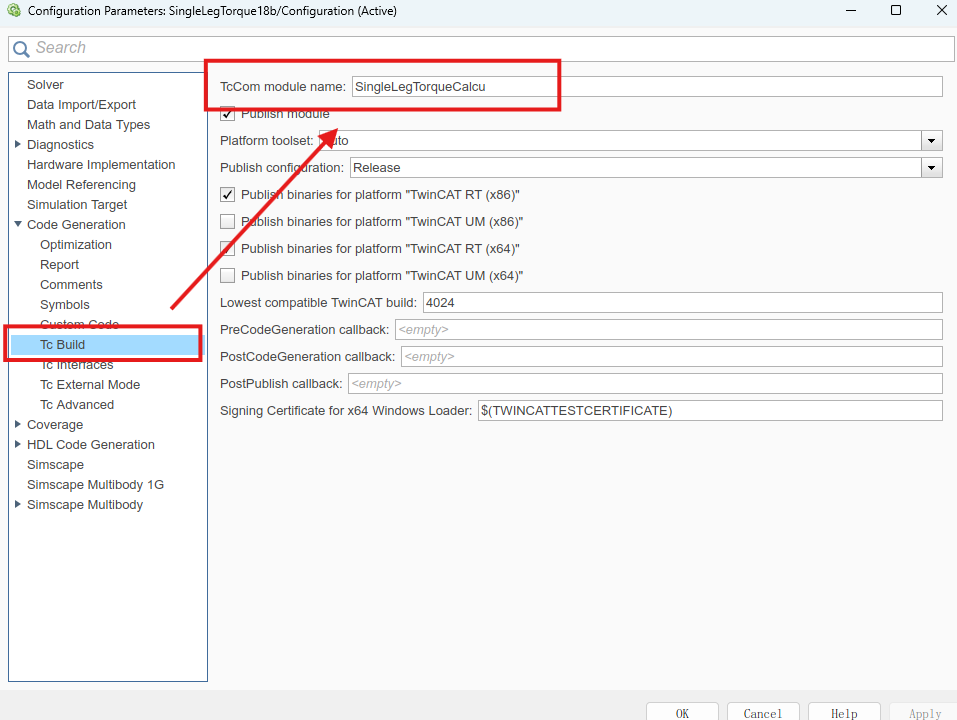 Configuration Parameters: SingleLegTorque18b/Configuration (Active)
Search
Solver
Data Import/Export
Math and Data Types
Diagnostics
Hardware Implementation
Model Referencing
Simulation Target
Code Generation
Optimization
Report
Comments
Symbols
Custom Code
Tc Build
Tc Interfaces
Tc External Mode
Tc Advanced
Coverage
HDL Code Generation
Simscape
Simscape Multibody 1G
Simscape Multibody
TcCom module name: SingleLegTorqueCalcu
Publish module
Platform toolset: Auto
Publish configuration: Release
Publish binaries for platform "TwinCAT RT (x86)"
Publish binaries for platform "TwinCAT UM (x86)"
Publish binaries for platform "TwinCAT RT (x64)"
Publish binaries for platform "TwinCAT UM (x64)"
Lowest compatible TwinCAT build: 4024
PreCodeGeneration callback: <empty>
PostCodeGeneration callback: <empty>
PostPublish callback: <empty>
Signing Certificate for x64 Windows Loader: $(TWINCATTESTCERTIFICATE)
OK Cancel Help Apply